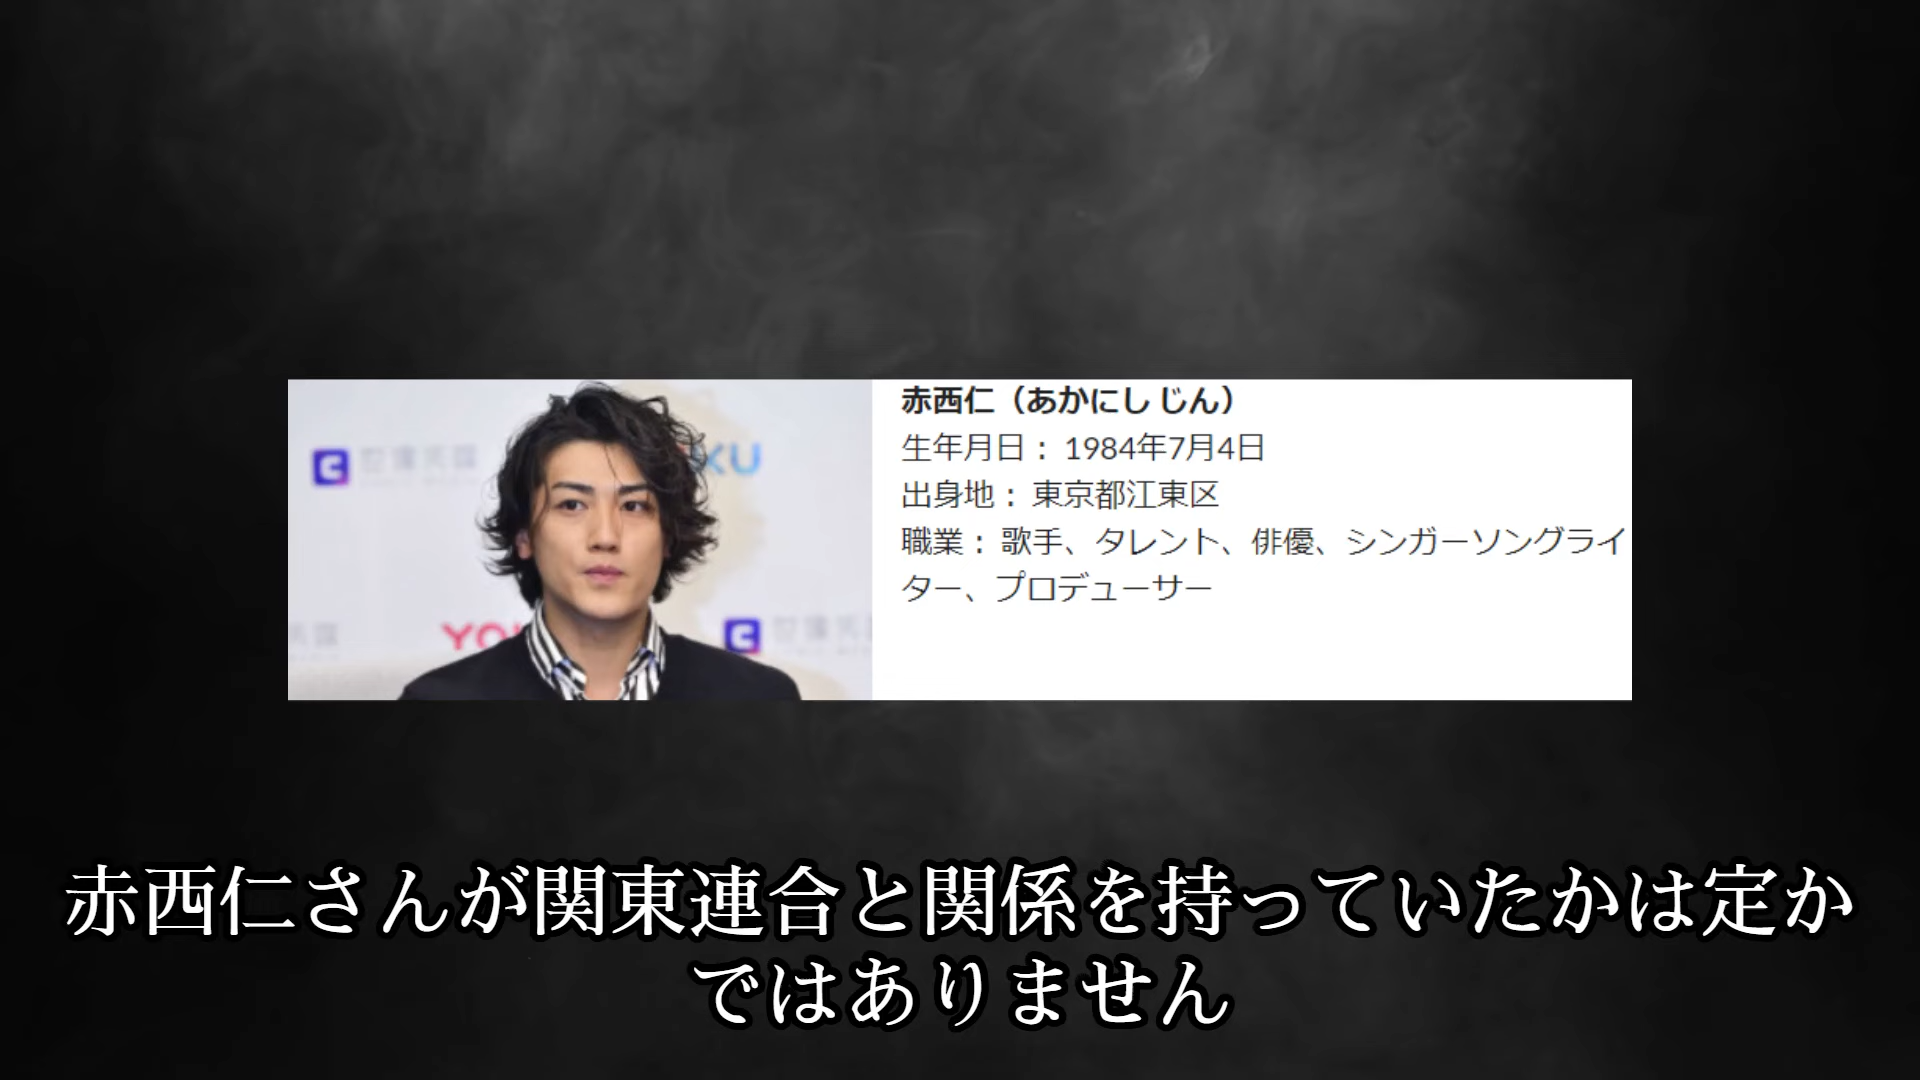 赤西仁（あかにし じん）
生年月日： 1984年7月4日
出身地： 東京都江東区
職業： 歌手、タレント、俳優、シンガーソングライ
ター、プロデューサー
赤西仁さんが関東連合と関係を持っていたかは定か
ではありません